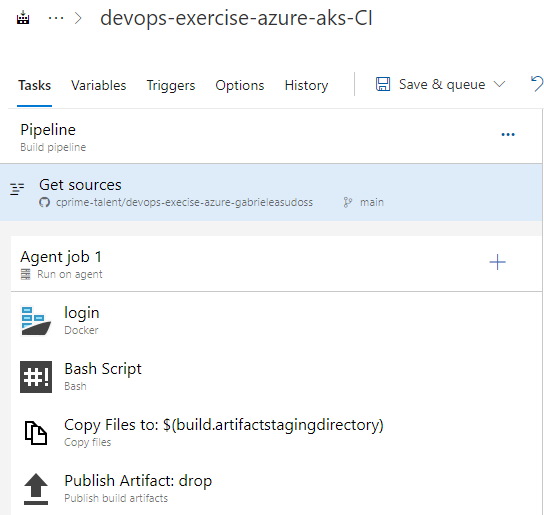 ... devops-exercise-azure-aks-CI
Tasks Variables Triggers Options History Save & queue
Pipeline
Build pipeline
...
Get sources
cprime-talent/devops-execise-azure-gabrieleasudoss main
Agent job 1
Run on agent
login
Docker
#!
Bash Script
Bash
Copy Files to: $(build.artifactstagingdirectory)
Copy files
Publish Artifact: drop
Publish build artifacts